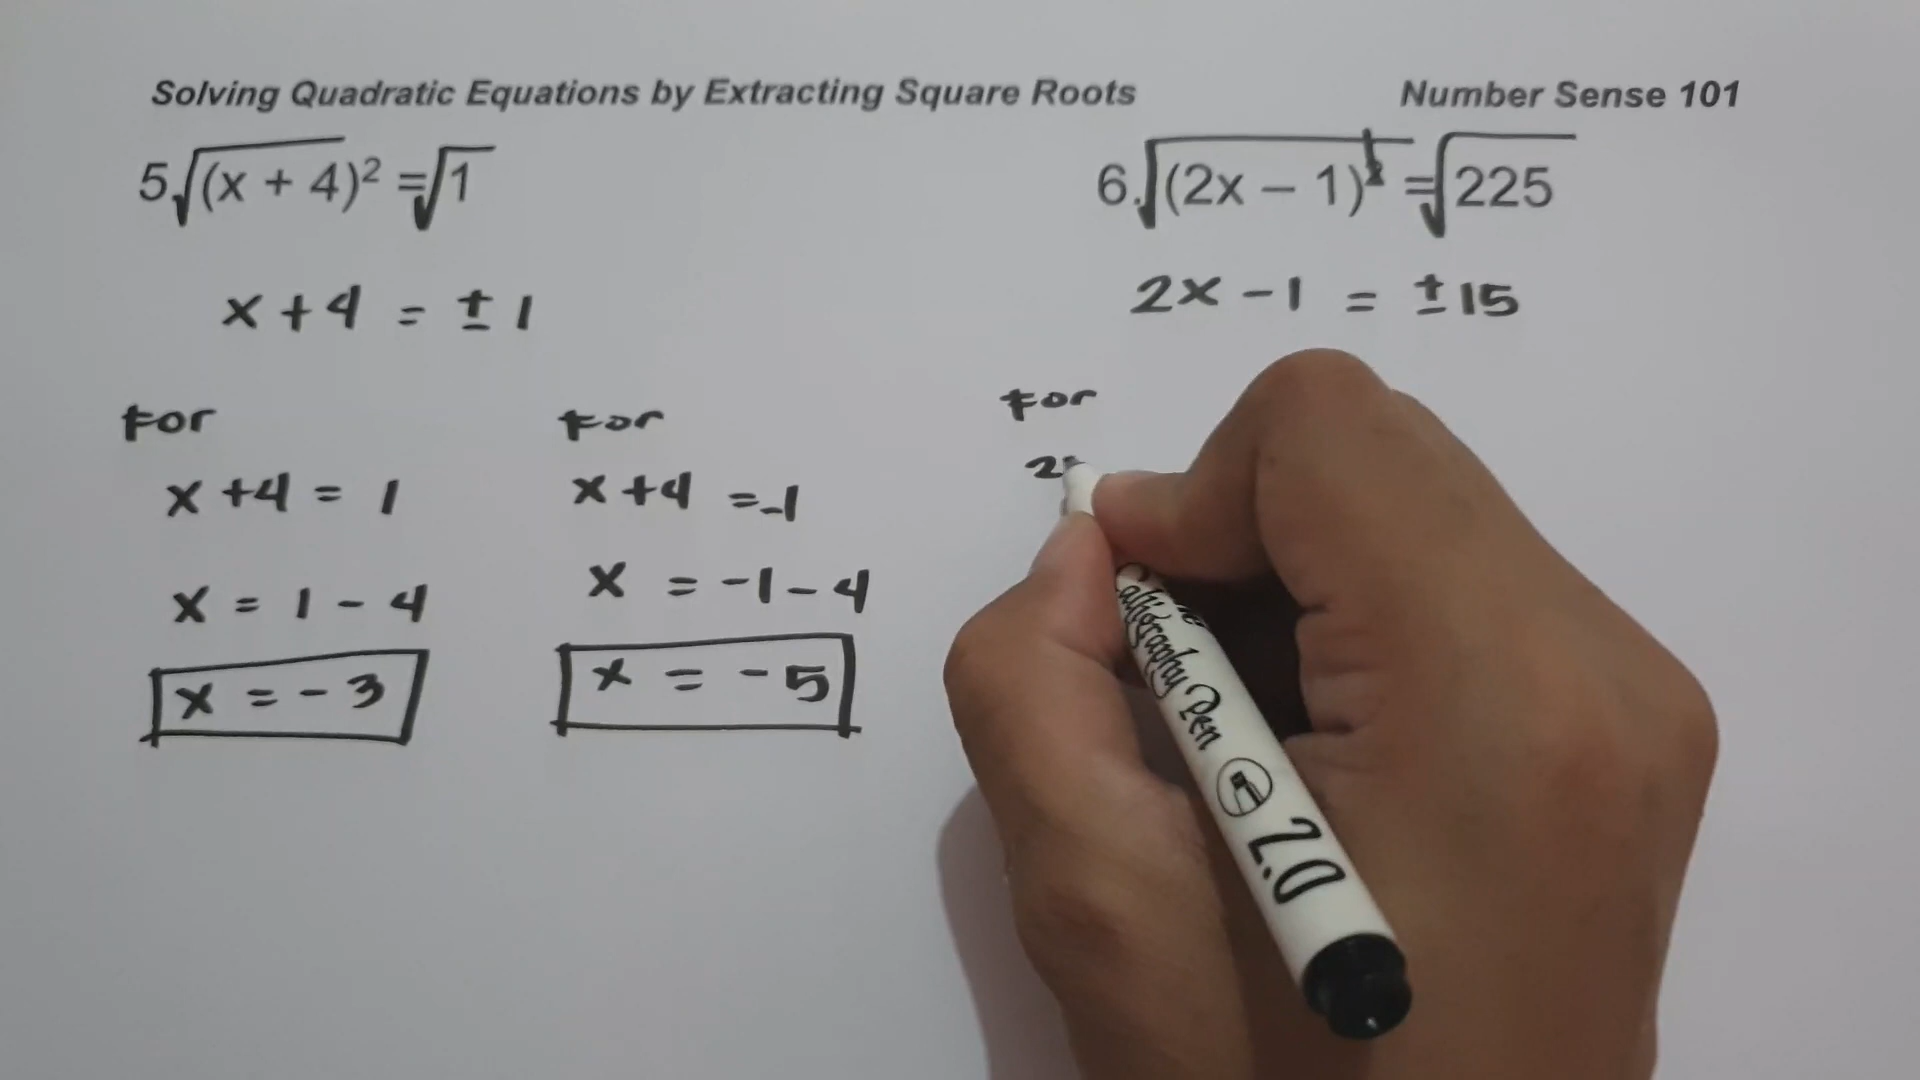 Solving Quadratic Equations by Extracting Square Roots
Number Sense 101
5.√(x + 4)² = √1
x + 4 = ± 1
For
x + 4 = 1
x = 1 - 4
x = - 3
For
x + 4 = -1
x = -1 - 4
x = - 5
6.√(2x – 1)² = √225
2x - 1 = ± 15
For
2x
Calligraphy Pen
2.0